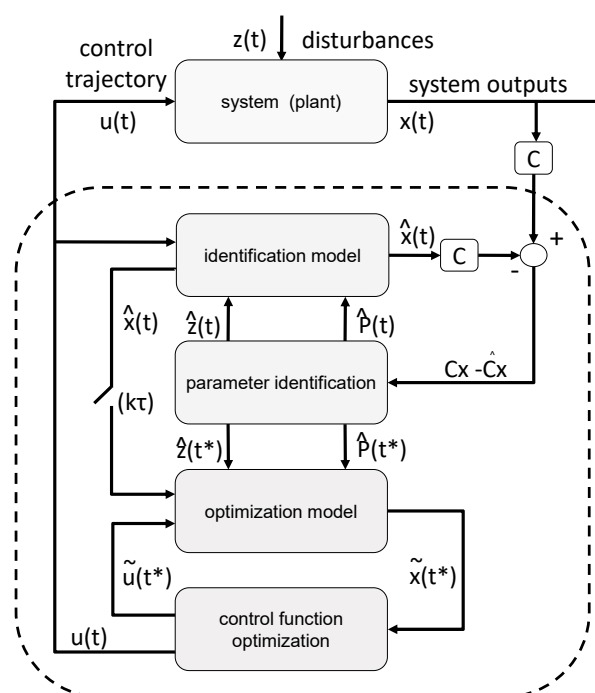 control trajectory
z(t) disturbances
system (plant)
system outputs
u(t)
x(t)
C
identification model
x̂(t)
C
+
-
x̂(t)
ẑ(t)
P̂(t)
parameter identification
Cx -Cx̂
(kτ)
ẑ(t*)
P̂(t*)
optimization model
ũ(t*)
x̃(t*)
control function
optimization
u(t)